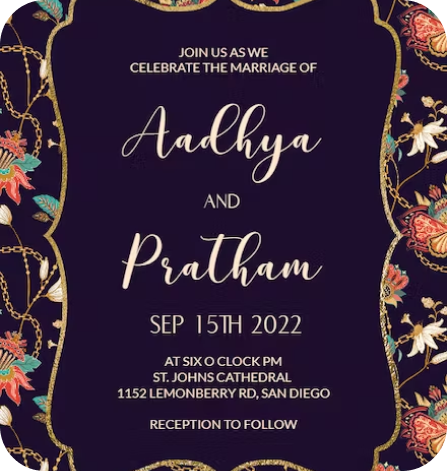 JOIN US AS WE
CELEBRATE THE MARRIAGE OF
Aadhya
AND
Pratham
SEP 15TH 2022
AT SIX O CLOCK PM
ST. JOHNS CATHEDRAL
1152 LEMONBERRY RD, SAN DIEGO
RECEPTION TO FOLLOW